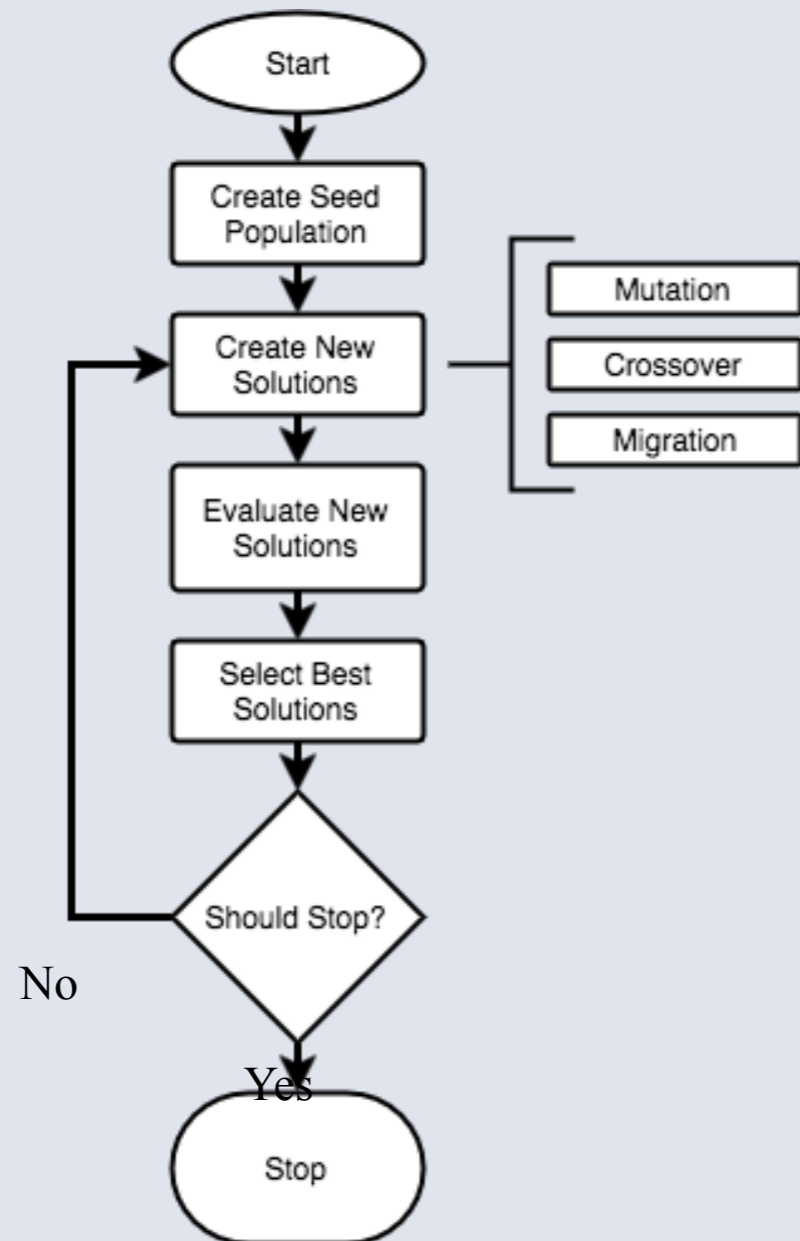 Start
Create Seed
Population
Create New
Solutions
Mutation
Crossover
Migration
Evaluate New
Solutions
Select Best
Solutions
Should Stop?
No
Yes
Stop